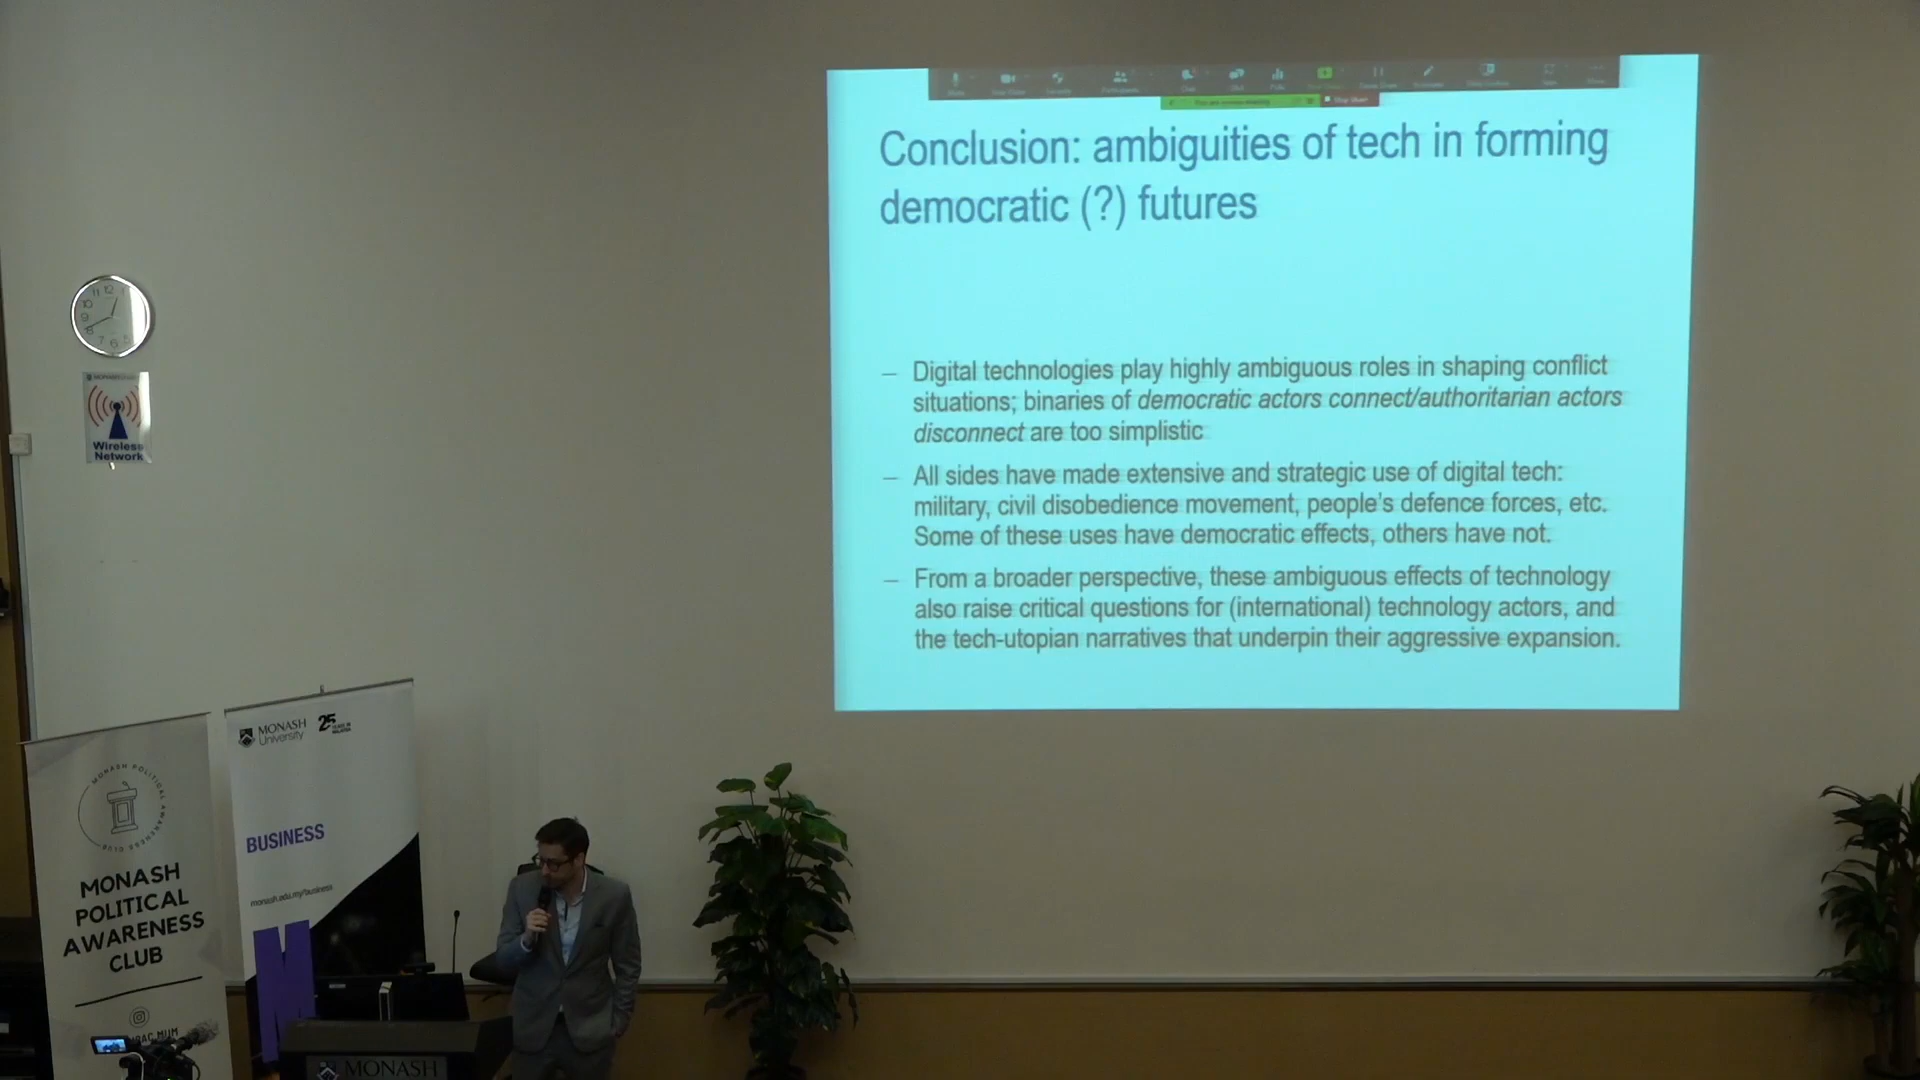 Conclusion: ambiguities of tech in forming
democratic (?) futures
– Digital technologies play highly ambiguous roles in shaping conflict
situations; binaries of democratic actors connect/authoritarian actors
disconnect are too simplistic
– All sides have made extensive and strategic use of digital tech:
military, civil disobedience movement, people's defence forces, etc.
Some of these uses have democratic effects, others have not.
– From a broader perspective, these ambiguous effects of technology
also raise critical questions for (international) technology actors, and
the tech-utopian narratives that underpin their aggressive expansion.
Wireless
Network
MONASH POLITICAL AWARENESS CLUB
MONASH
POLITICAL
AWARENESS
CLUB
MONASH
University
25
BUSINESS
monash.edu.my/business
MONASH